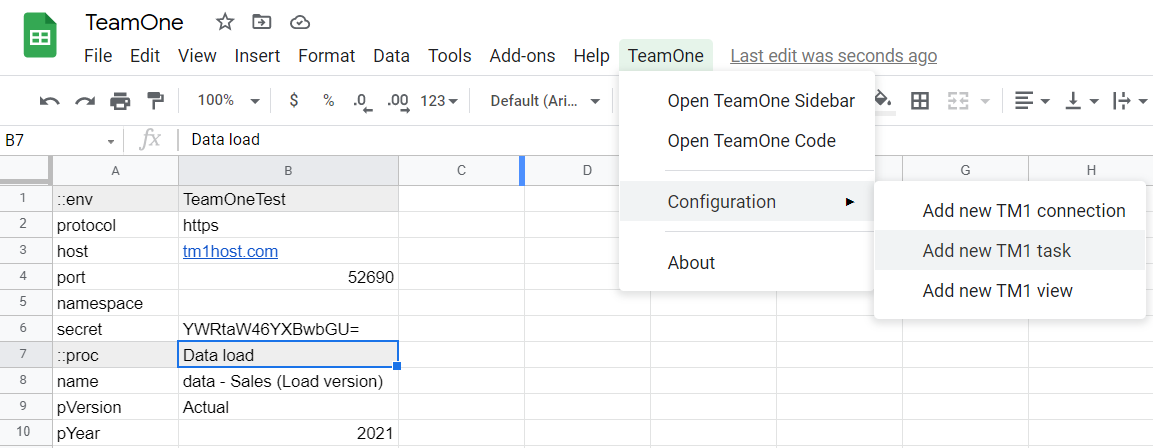 TeamOne
File Edit View Insert Format Data Tools Add-ons Help TeamOne Last edit was seconds ago
100% $ % .0 .00 123 Default (Ari...
B7 fx Data load
Open TeamOne Sidebar
Open TeamOne Code
Configuration
About
Add new TM1 connection
Add new TM1 task
Add new TM1 view
A B C D G H
1 ::env TeamOneTest
2 protocol https
3 host tm1host.com
4 port 52690
5 namespace
6 secret YWRtaW46YXBwbGU=
7 ::proc Data load
8 name data - Sales (Load version)
9 pVersion Actual
10 pYear 2021